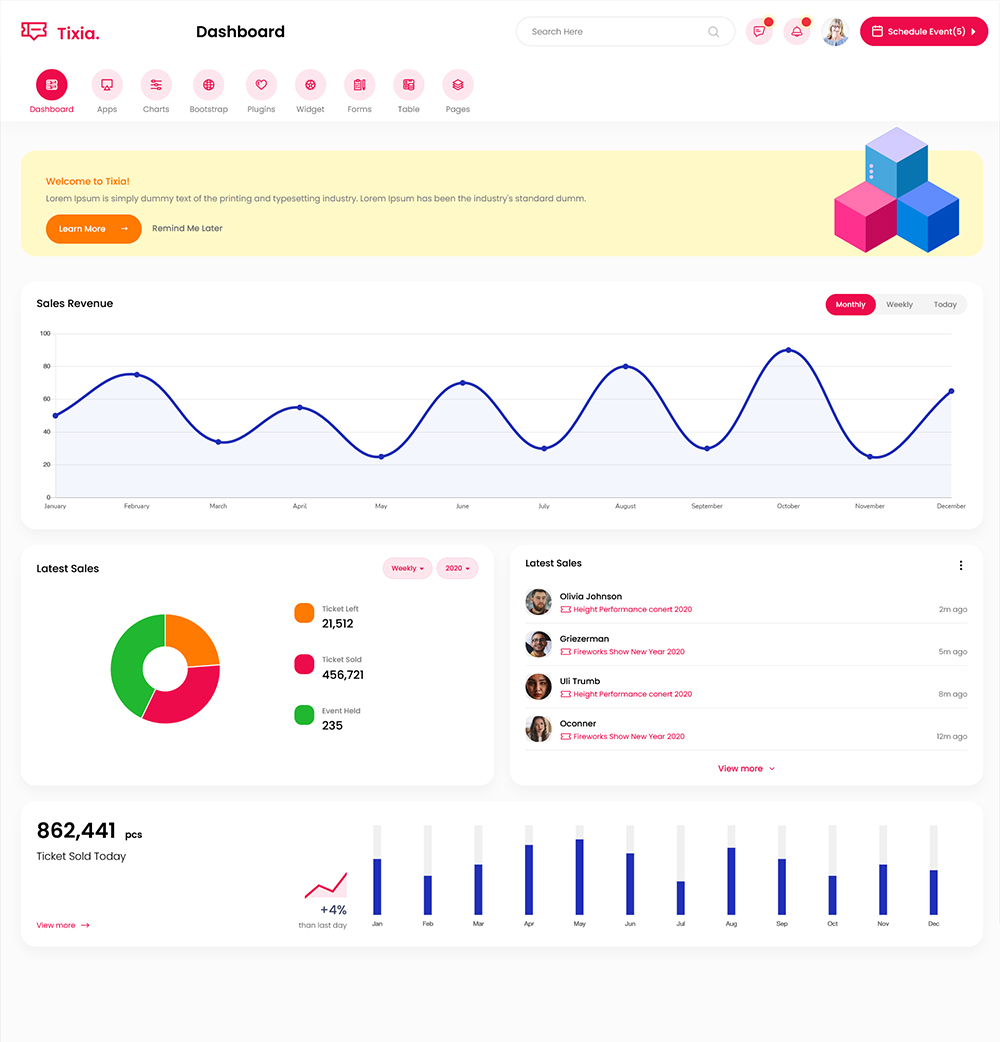 Tixia.
Dashboard
Search Here
Schedule Event(5)
Dashboard
Apps
Charts
Bootstrap
Plugins
Widget
Forms
Table
Pages
Welcome to Tixia!
Lorem Ipsum is simply dummy text of the printing and typesetting industry. Lorem Ipsum has been the industry's standard dumm.
Learn More →
Remind Me Later
Sales Revenue
Monthly Weekly Today
100
80
60
40
20
0
January February March April May June July August September October November December
Latest Sales
Weekly
2020
Ticket Left
21,512
Ticket Sold
456,721
Event Held
235
Latest Sales
Olivia Johnson
Height Performance conert 2020
2m ago
Griezerman
Fireworks Show New Year 2020
5m ago
Uli Trumb
Height Performance conert 2020
8m ago
Oconner
Fireworks Show New Year 2020
12m ago
View more
862,441 pcs
Ticket Sold Today
View more →
+4%
than last day
Jan Feb Mar Apr May Jun Jul Aug Sep Oct Nov Dec